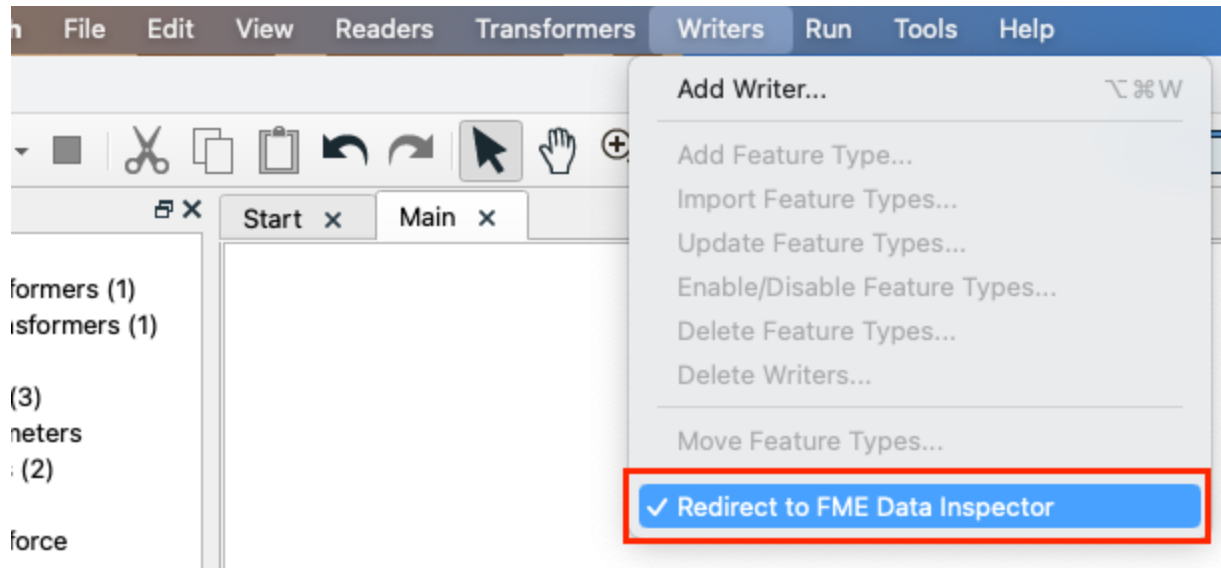 File Edit View Readers Transformers Writers Run Tools Help
Add Writer... ⌥⌘W
Add Feature Type...
Import Feature Types...
Update Feature Types...
Enable/Disable Feature Types...
Delete Feature Types...
Delete Writers...
Move Feature Types...
✓ Redirect to FME Data Inspector
Start × Main ×
formers (1)
sformers (1)
(3)
neters
(2)
force